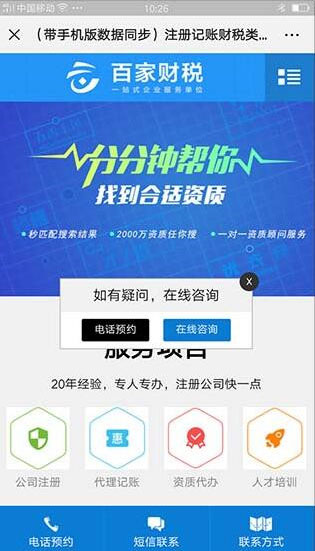 中国移动
10:26
× （带手机版数据同步）注册记账财税类...
百家财税
一站式企业服务单位
分分钟帮你
找到合适资质
• 秒匹配搜索结果 • 2000万资质任你搜 • 一对一资质顾问服务
X
如有疑问，在线咨询
电话预约 在线咨询
服务项目
20年经验，专人专办，注册公司快一点
惠
公司注册 代理记账 资质代办 人才培训
电话预约 短信联系 联系方式